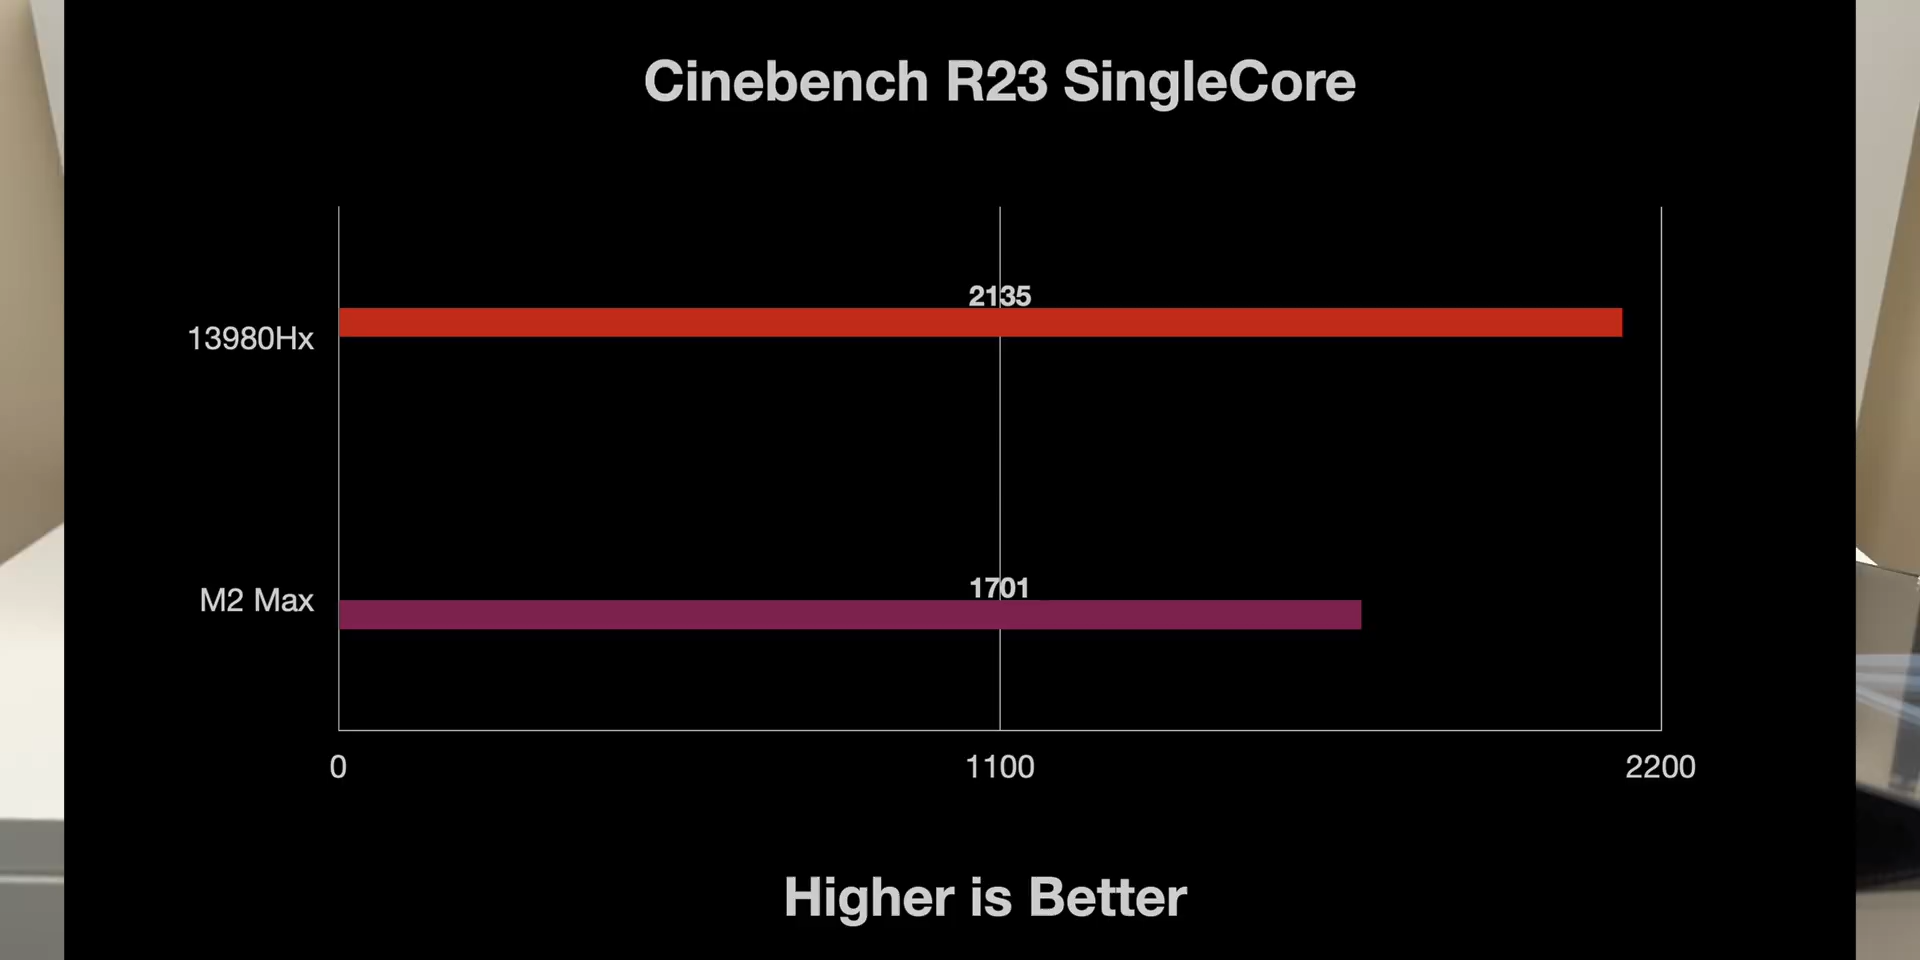 Cinebench R23 SingleCore
2135
13980Hx
1701
M2 Max
0 1100 2200
Higher is Better